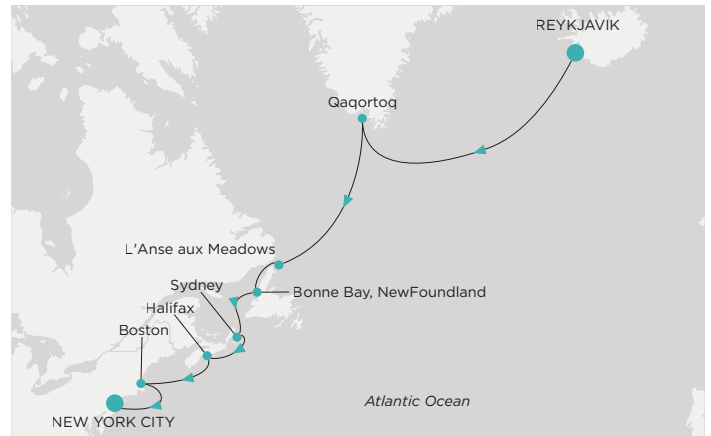 REYKJAVIK
Qaqortoq
L'Anse aux Meadows
Sydney
Bonne Bay, NewFoundland
Halifax
Boston
Atlantic Ocean
NEW YORK CITY